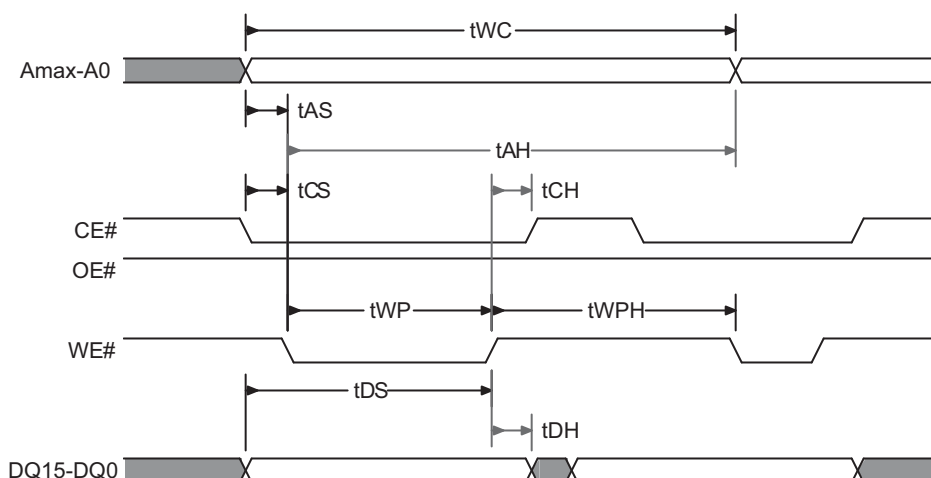 tWC
Amax-A0
tAS
tAH
tCS
tCH
CE#
OE#
tWP
tWPH
WE#
tDS
tDH
DQ15-DQ0